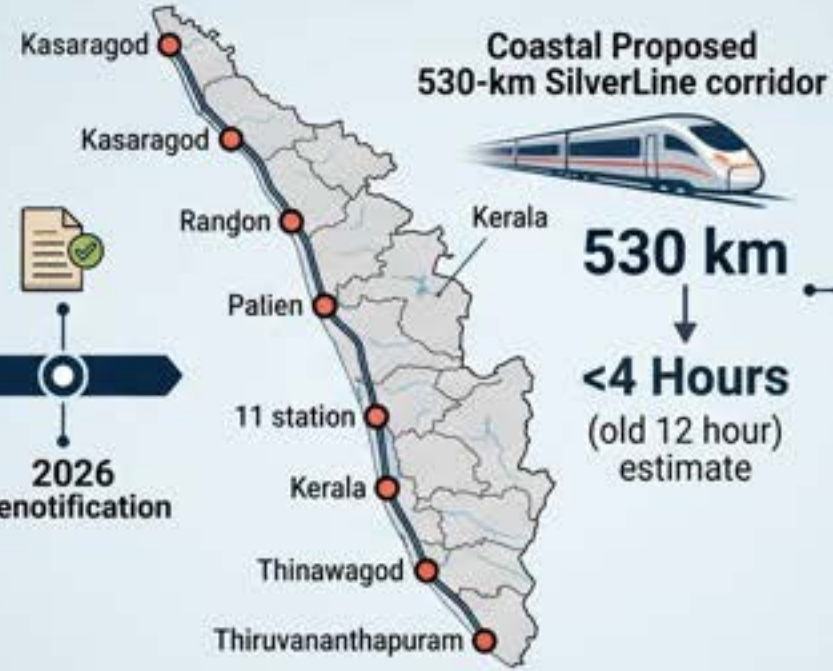 Kasaragod
Kasaragod
Rangon
Palien
11 station
Kerala
Thinawagod
Thiruvananthapuram
Kerala
Coastal Proposed
530-km SilverLine corridor
530 km
<4 Hours
(old 12 hour)
estimate
2026
enotification